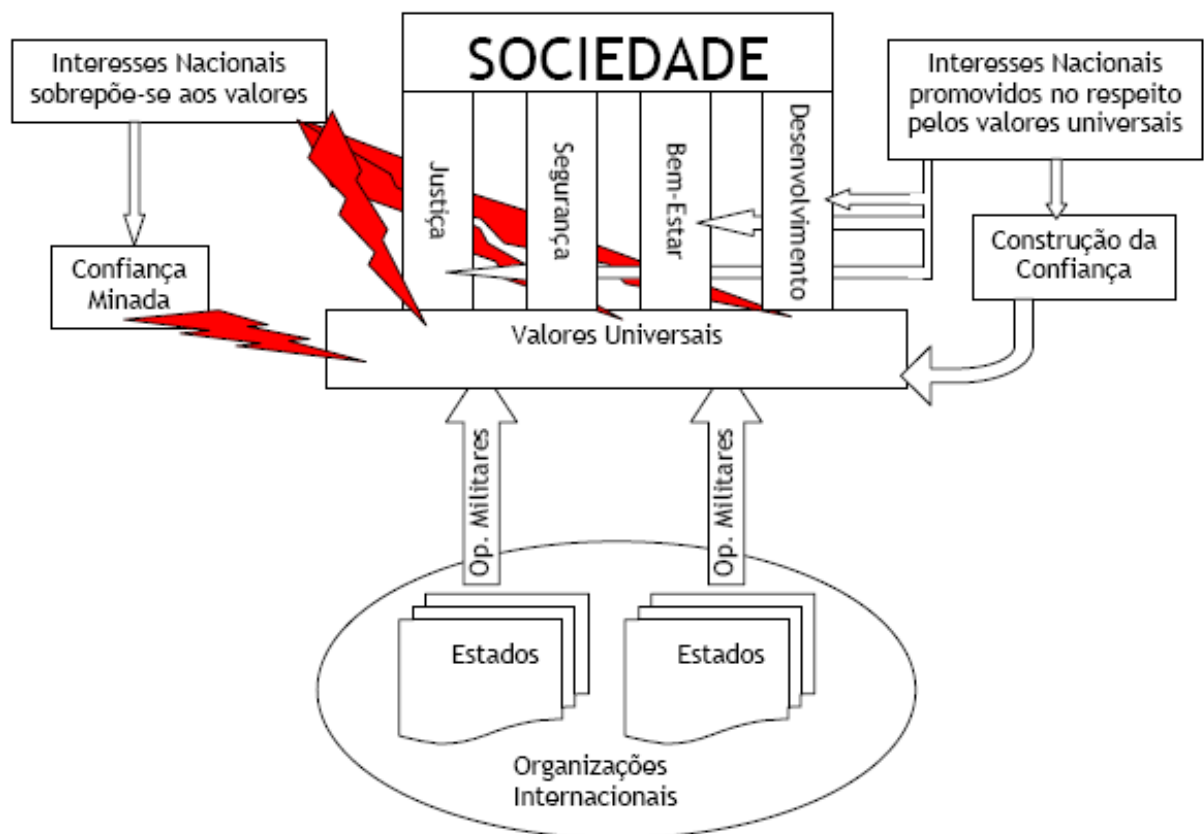 SOCIEDADE
Interesses Nacionais
sobrepõe-se aos valores
Interesses Nacionais
promovidos no respeito
pelos valores universais
Justiça
Segurança
Bem-Estar
Desenvolvimento
Confiança
Minada
Construção da
Confiança
Valores Universais
Op. Militares
Op. Militares
Estados
Estados
Organizações
Internacionais